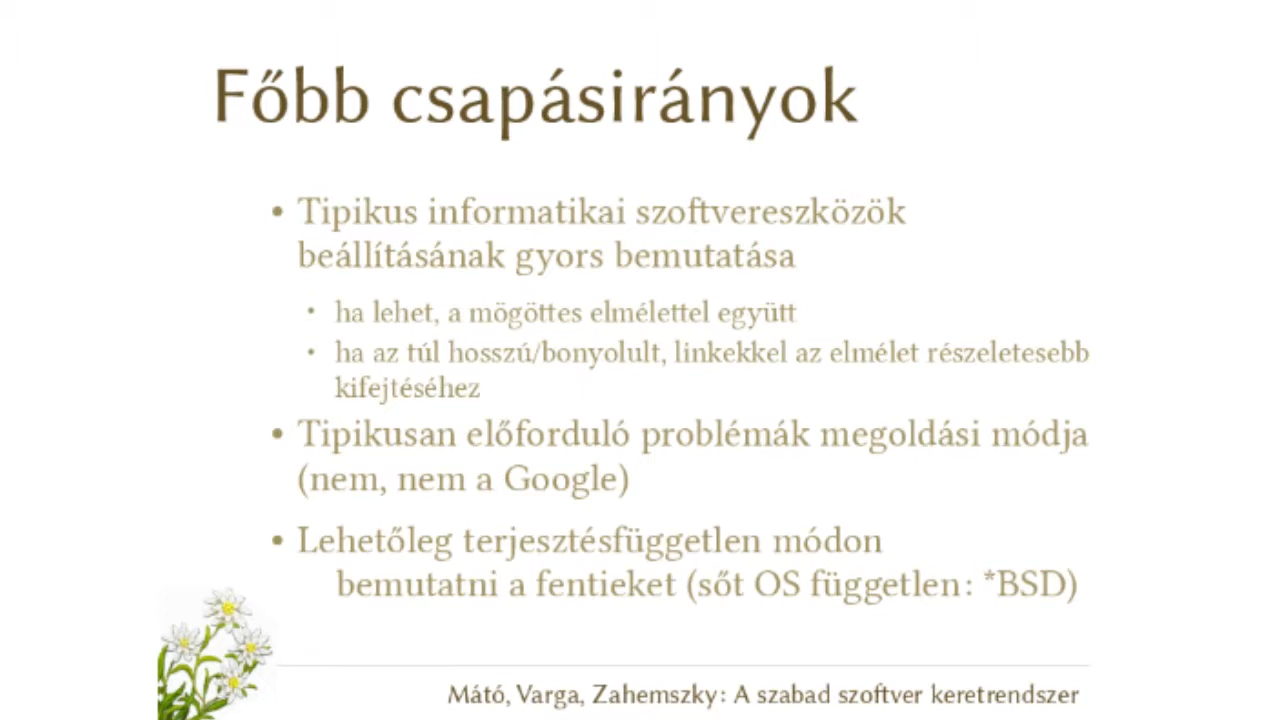 Főbb csapásirányok
• Tipikus informatikai szoftvereszközök
beállításának gyors bemutatása
• ha lehet, a mögöttes elmélettel együtt
• ha az túl hosszú/bonyolult, linkekkel az elmélet részeletesebb
kifejtéséhez
• Tipikusan előforduló problémák megoldási módja
(nem, nem a Google)
• Lehetőleg terjesztésfüggetlen módon
bemutatni a fentieket (sőt OS független: *BSD)
Mátó, Varga, Zahemszky: A szabad szoftver keretrendszer